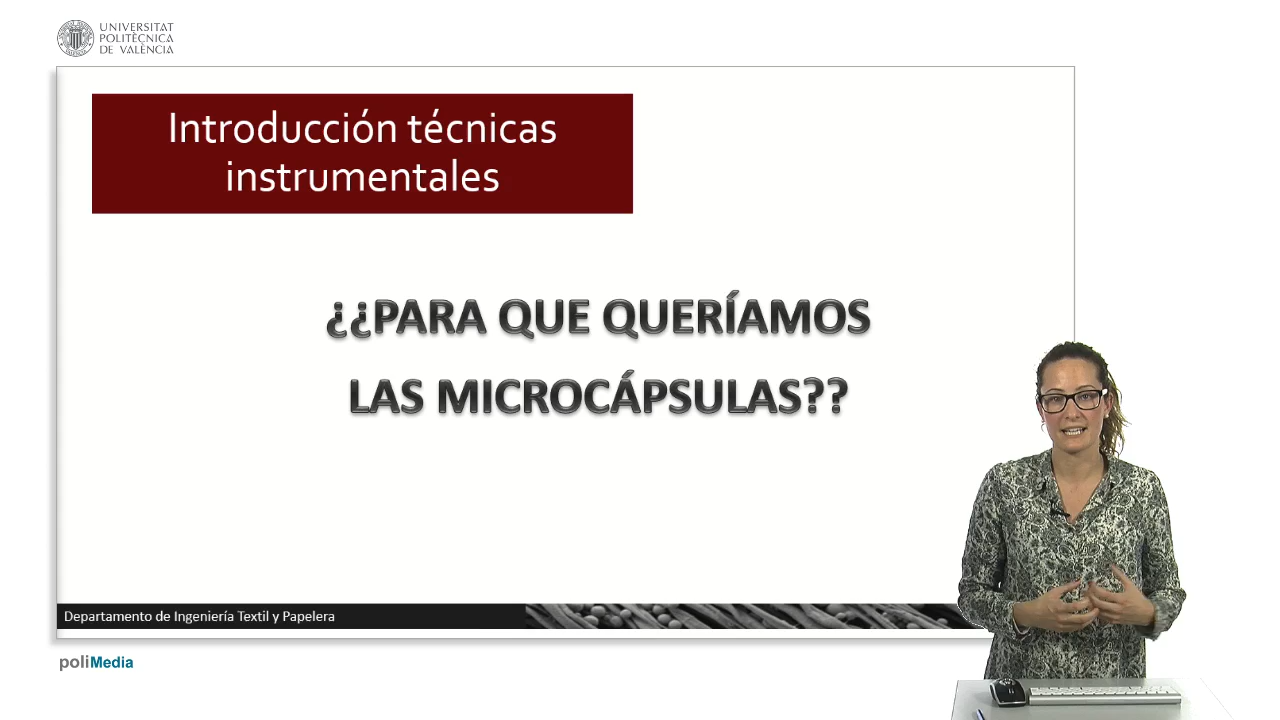 UNIVERSITAT
POLITÈCNICA
DE VALÈNCIA
Introducción técnicas
instrumentales
¿¿PARA QUE QUERÍAMOS
LAS MICROCÁPSULAS??
Departamento de Ingeniería Textil y Papelera
poliMedia